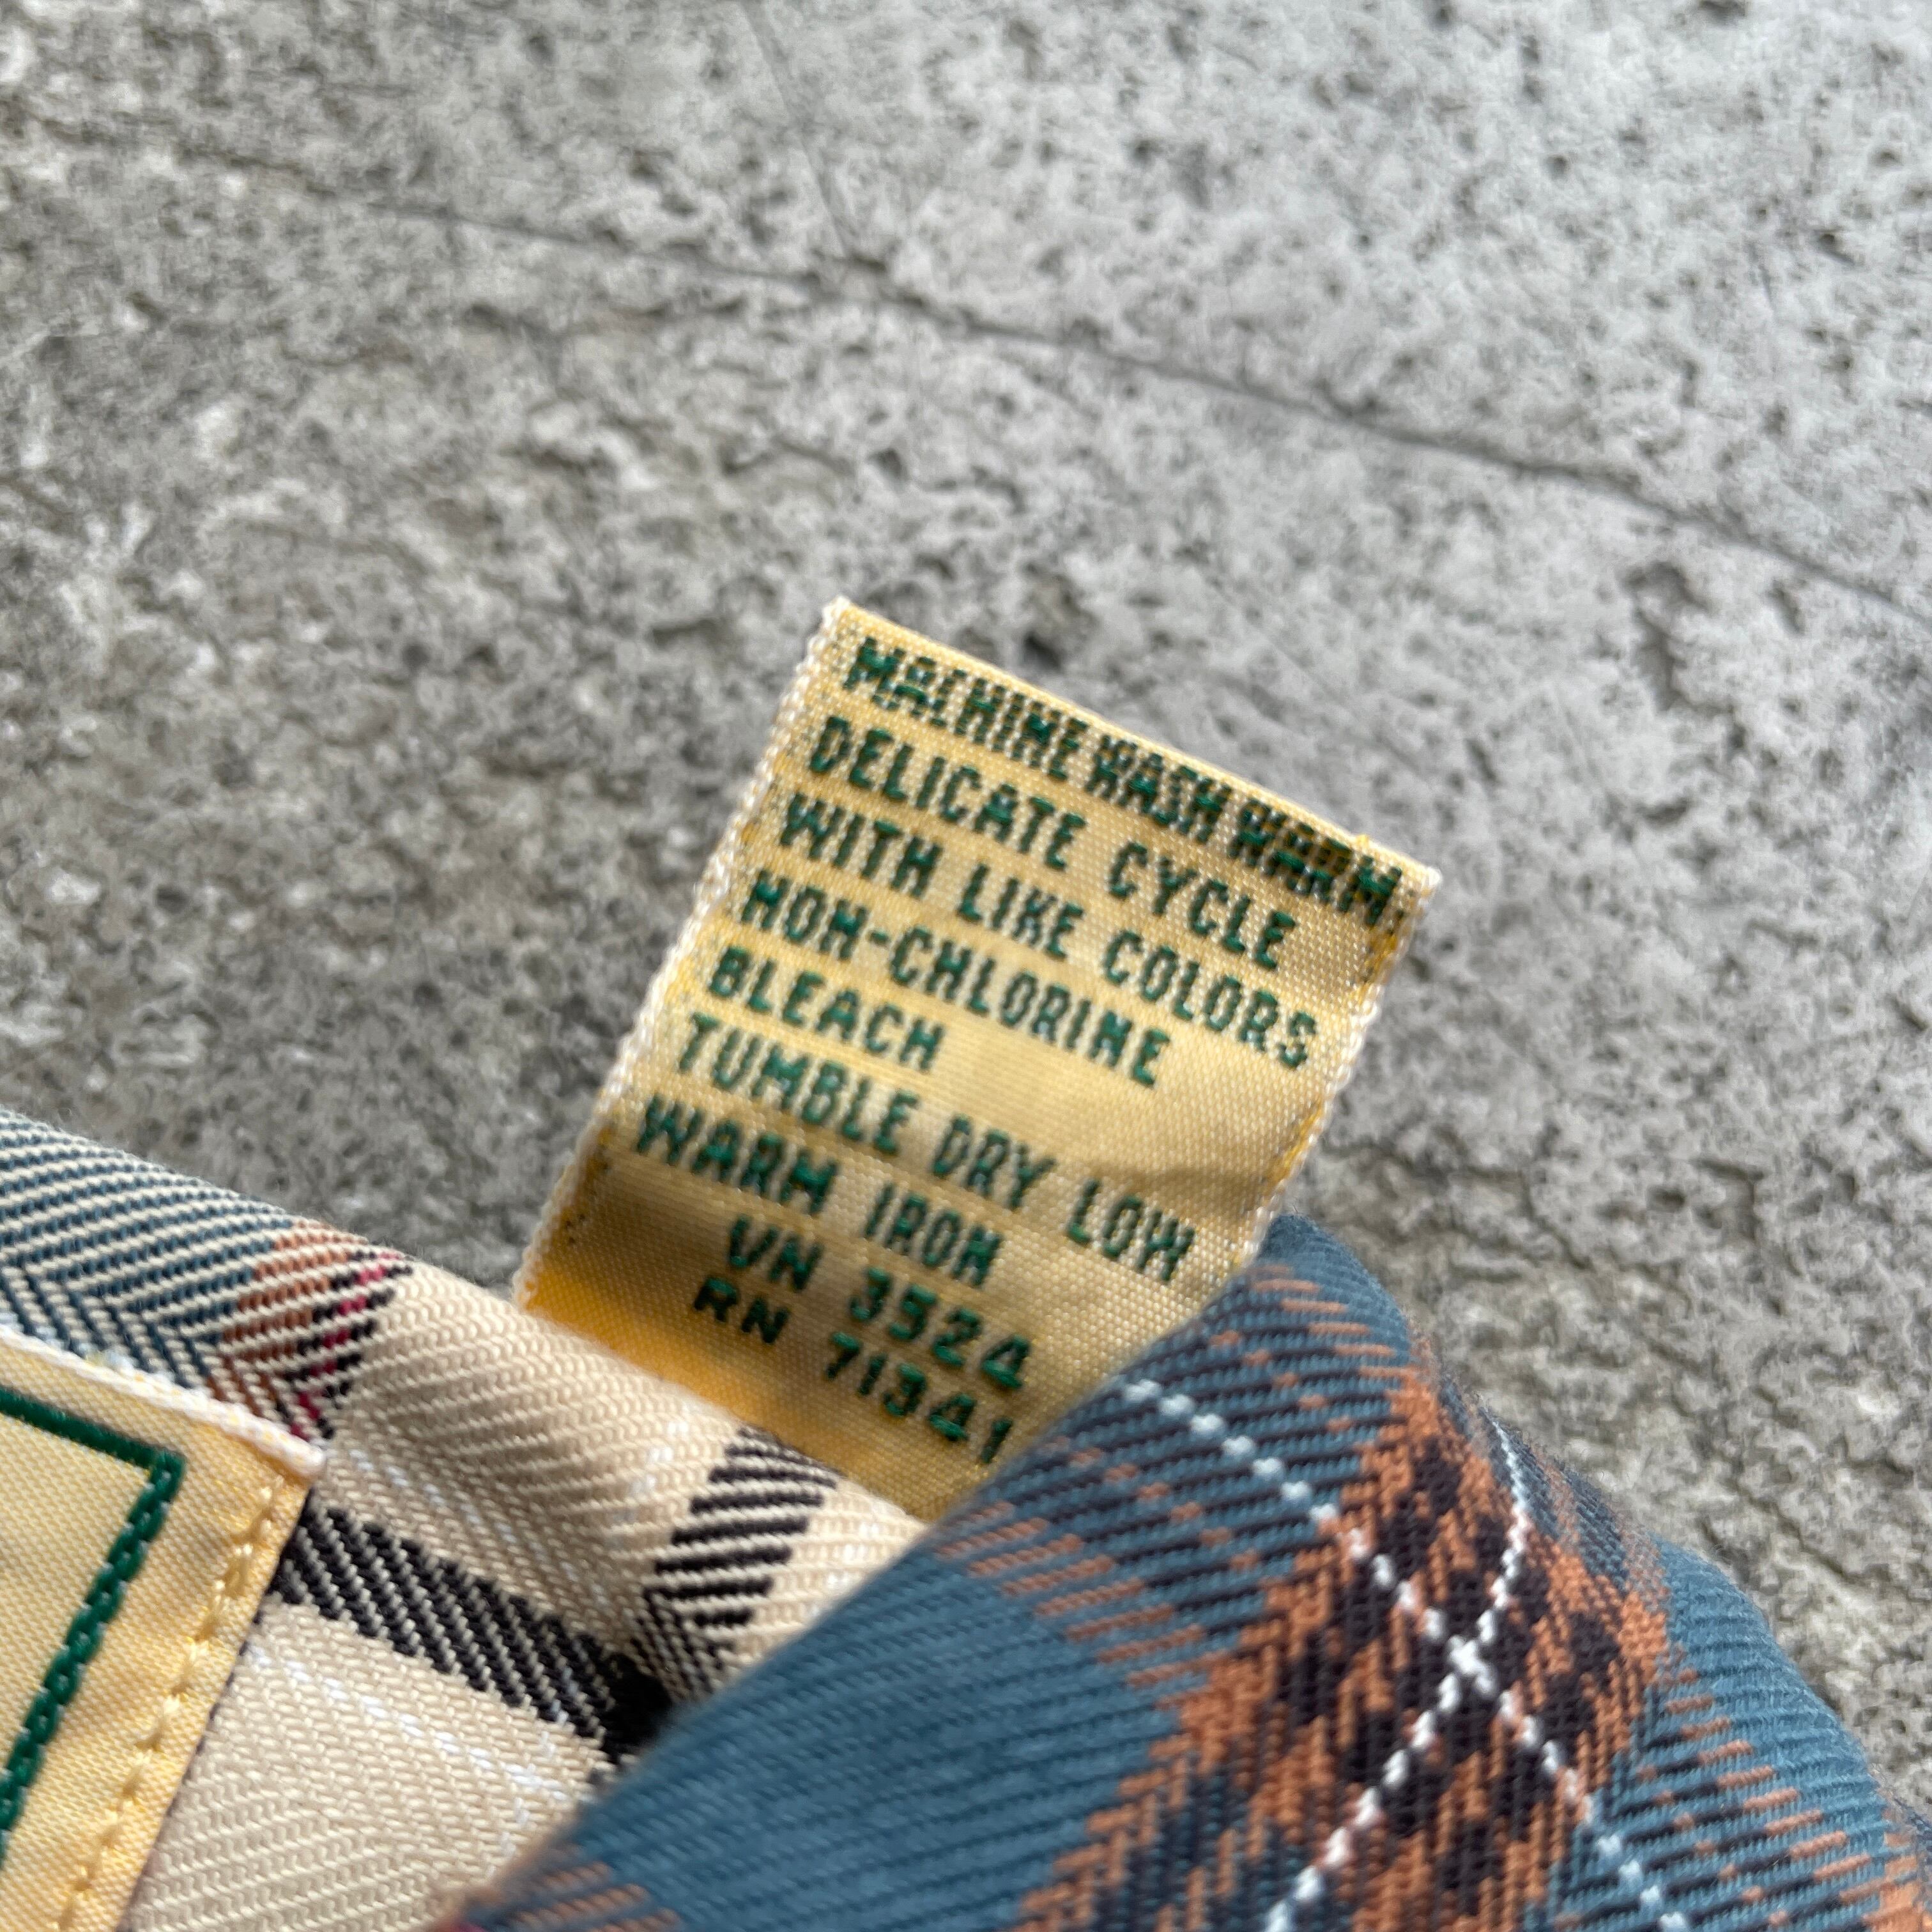 MACHINE WASH WARM,
DELICATE CYCLE
WITH LIKE COLORS
NON-CHLORINE
BLEACH
TUMBLE DRY LOW
WARM IRON
VN 3524
RN 71341